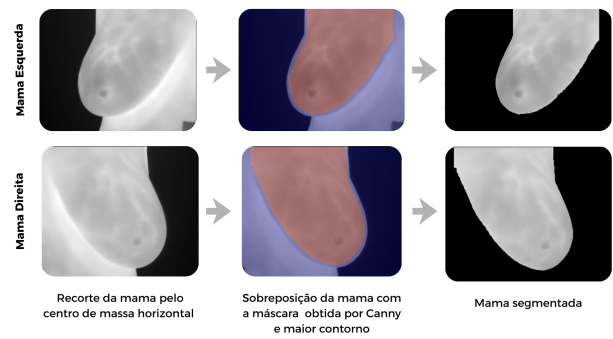 Mama Esquerda
Mama Direita
Recorte da mama pelo
centro de massa horizontal
Sobreposição da mama com
a máscara obtida por Canny
e maior contorno
Mama segmentada